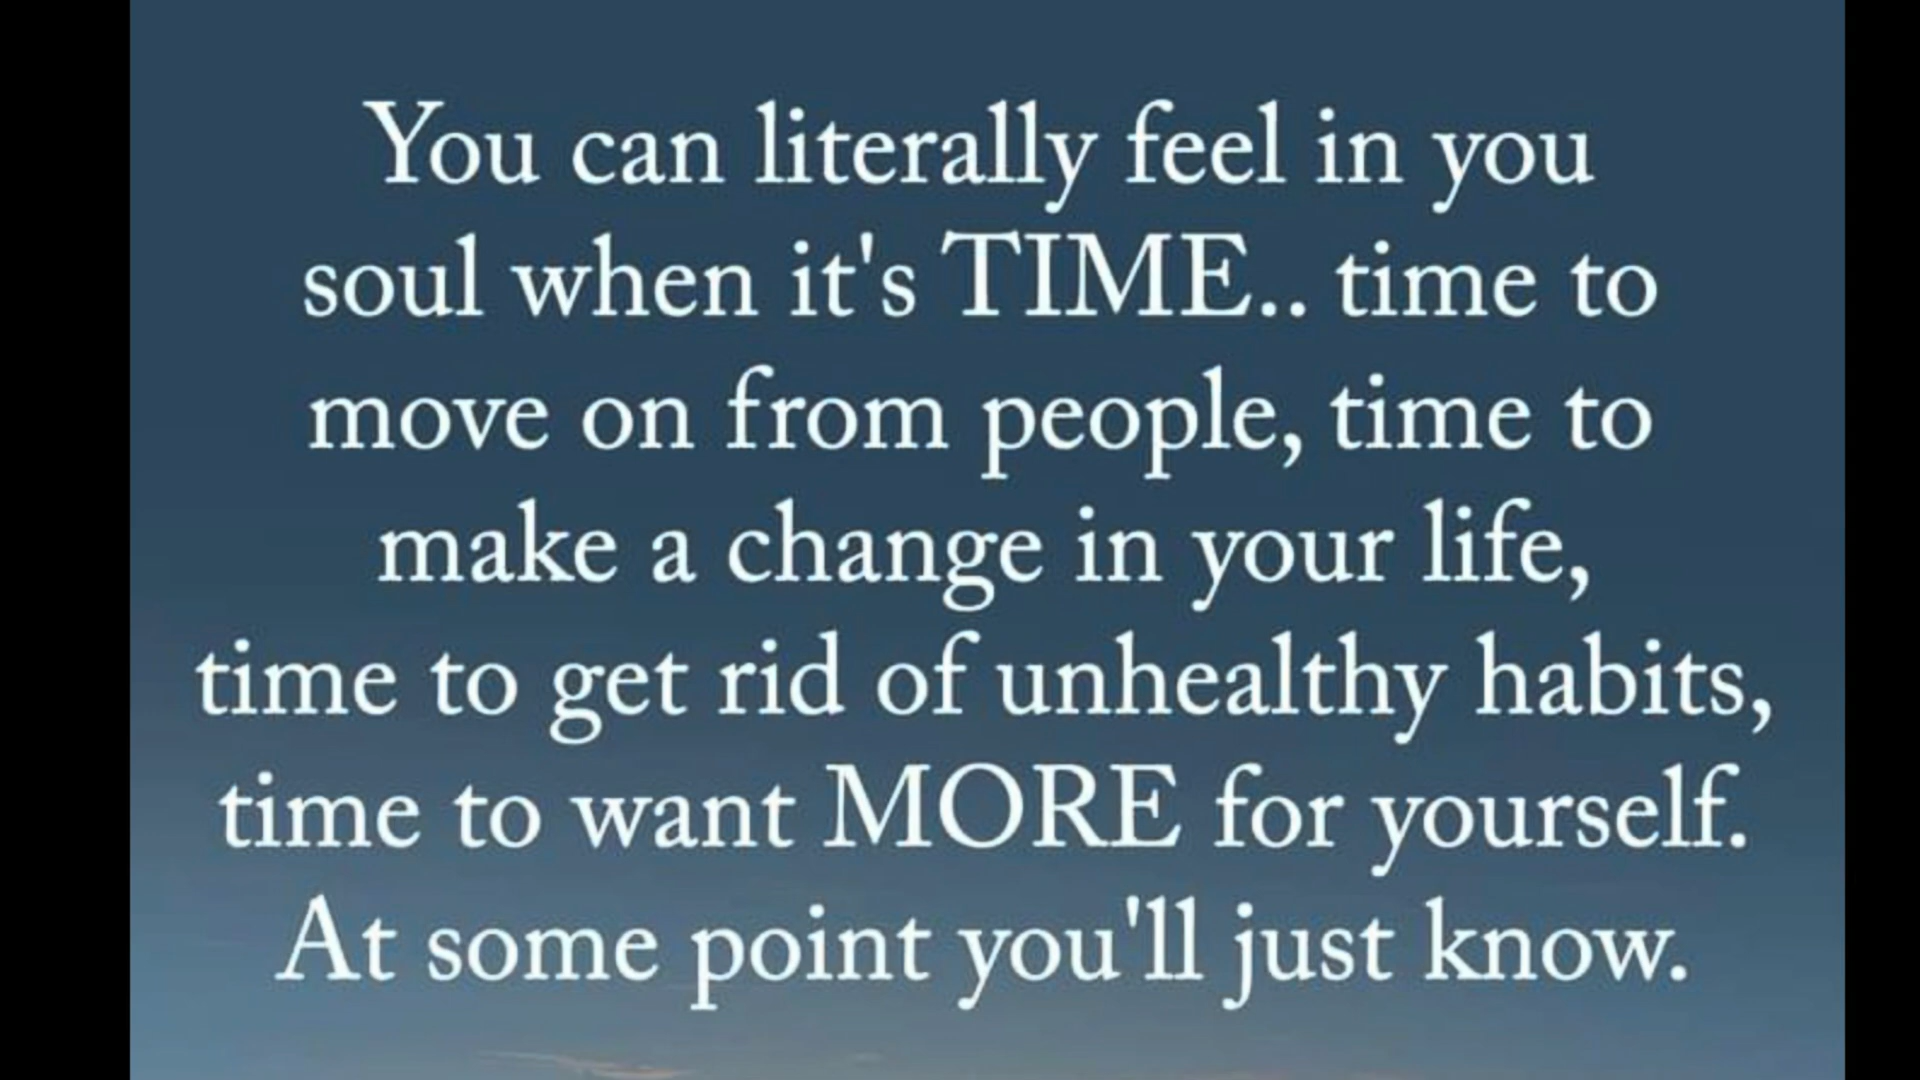 You can literally feel in you
soul when it's TIME.. time to
move on from people, time to
make a change in your life,
time to get rid of unhealthy habits,
time to want MORE for yourself.
At some point you'll just know.